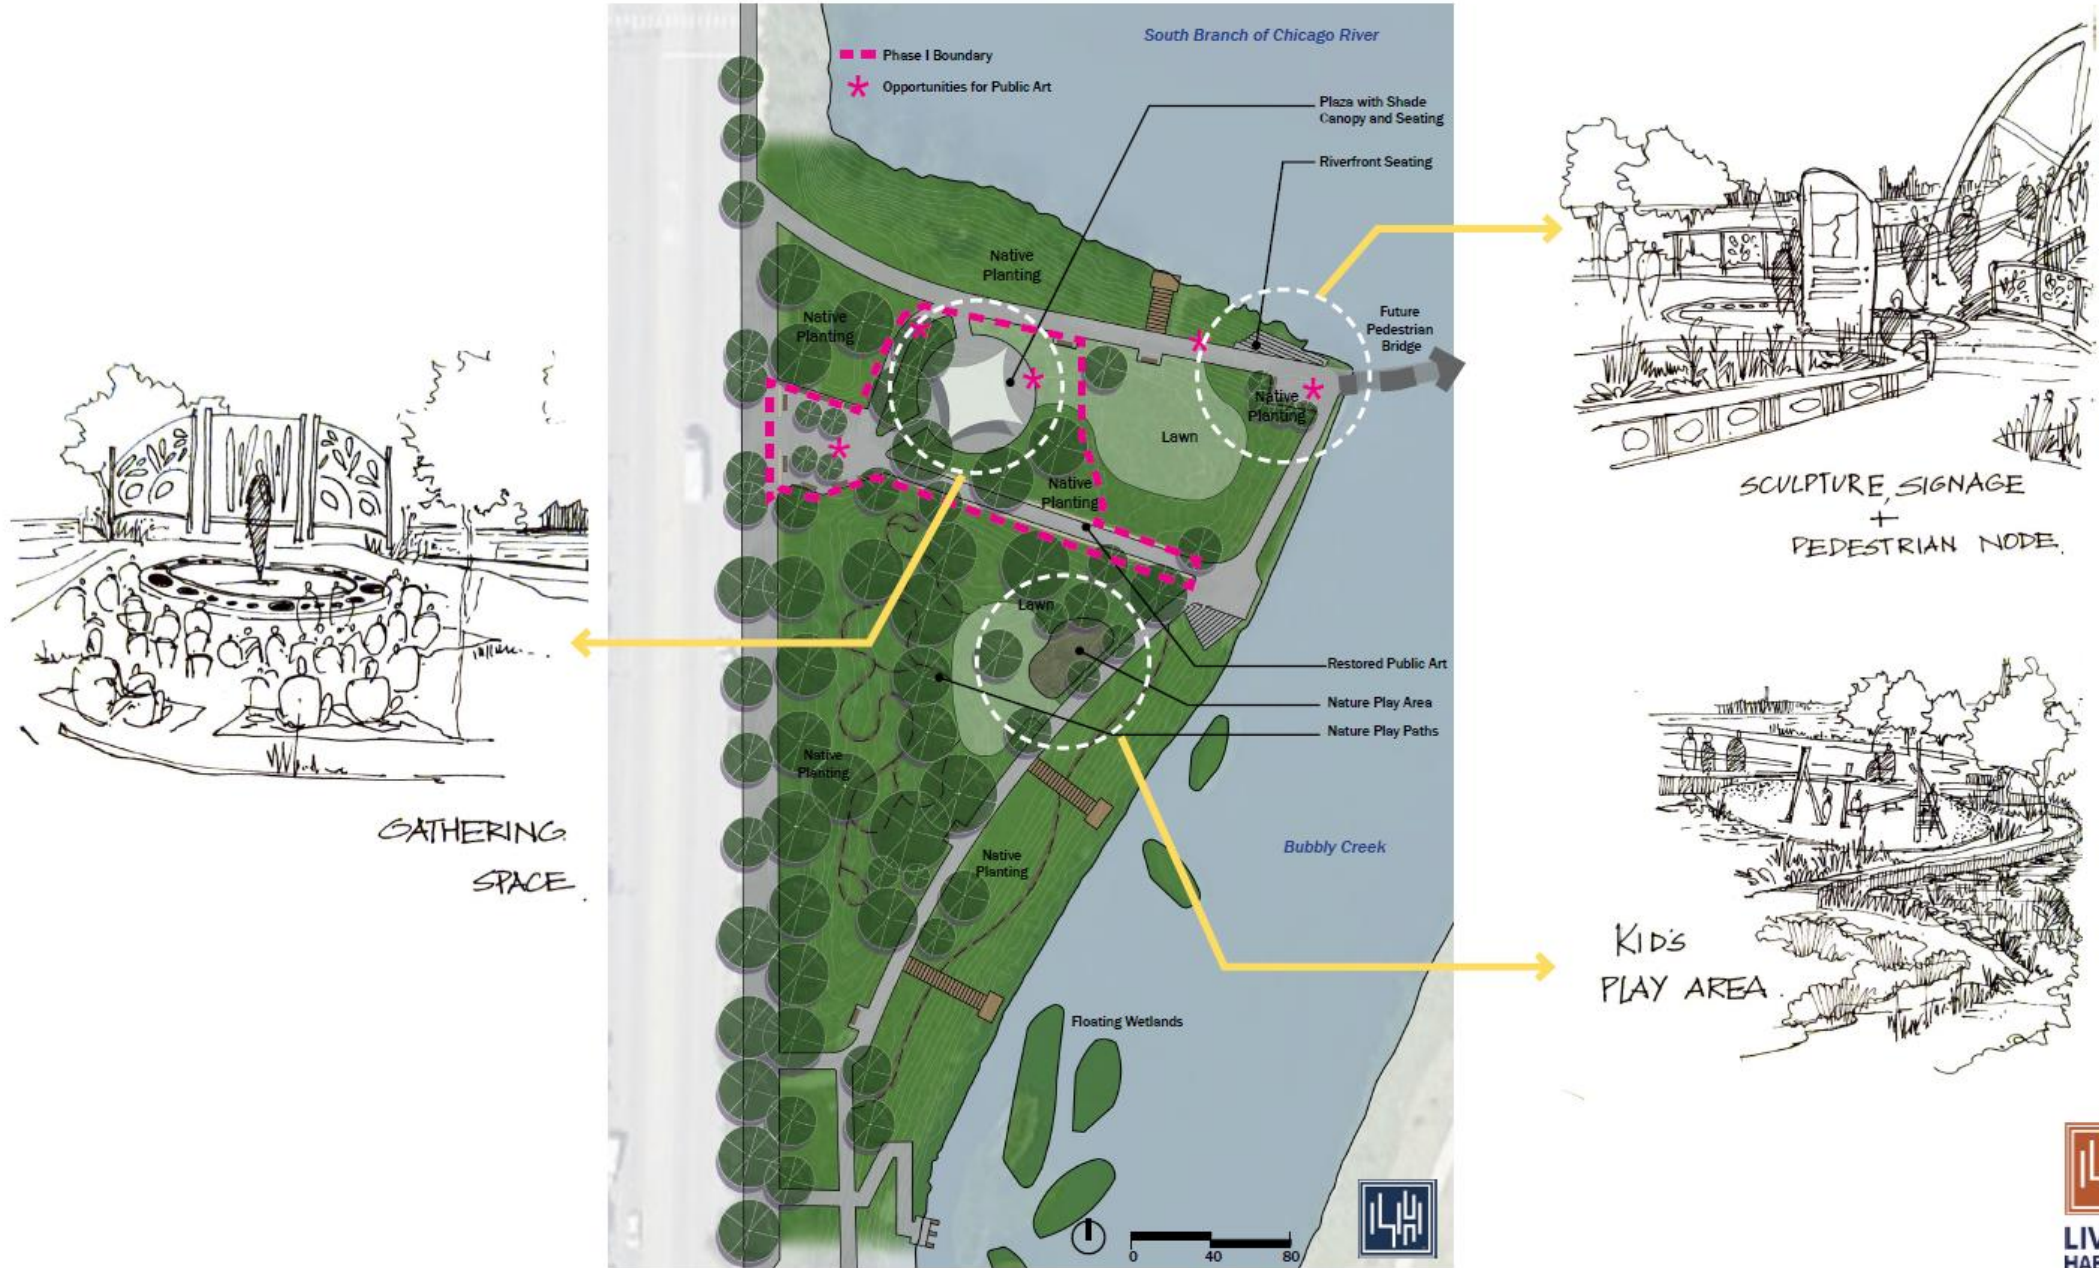 South Branch of Chicago River
Phase I Boundary
Opportunities for Public Art
Plaza with Shade
Canopy and Seating
Riverfront Seating
Native
Planting
Native
Planting
Future
Pedestrian
Bridge
Native
Planting
Lawn
Native
Planting
SCULPTURE, SIGNAGE
+
PEDESTRIAN NODE.
Lawn
Restored Public Art
Nature Play Area
Nature Play Paths
Native
Planting
GATHERING
SPACE.
Bubbly Creek
Native
Planting
KID'S
PLAY AREA.
Floating Wetlands
0 40 80